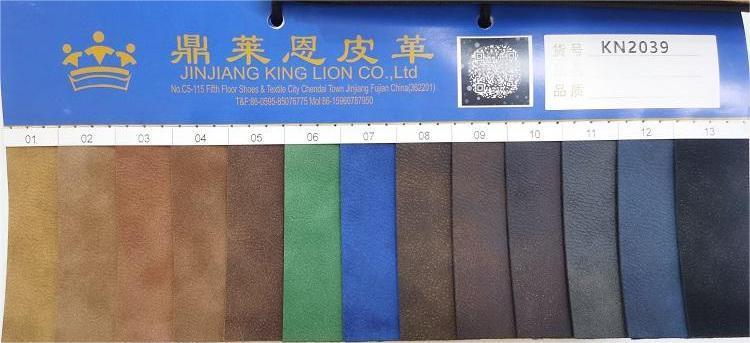 鼎莱恩皮革
JINJIANG KING LION CO.,Ltd
No.C5-115 Fifth Floor Shoes & Textile City Chendai Town Jinjiang Fujian China(362201)
T&F:86-0595-85076775 Mol:86-15960787950
货号 KN2039
品质
01 02 03 04 05 06 07 08 09 10 11 12 13